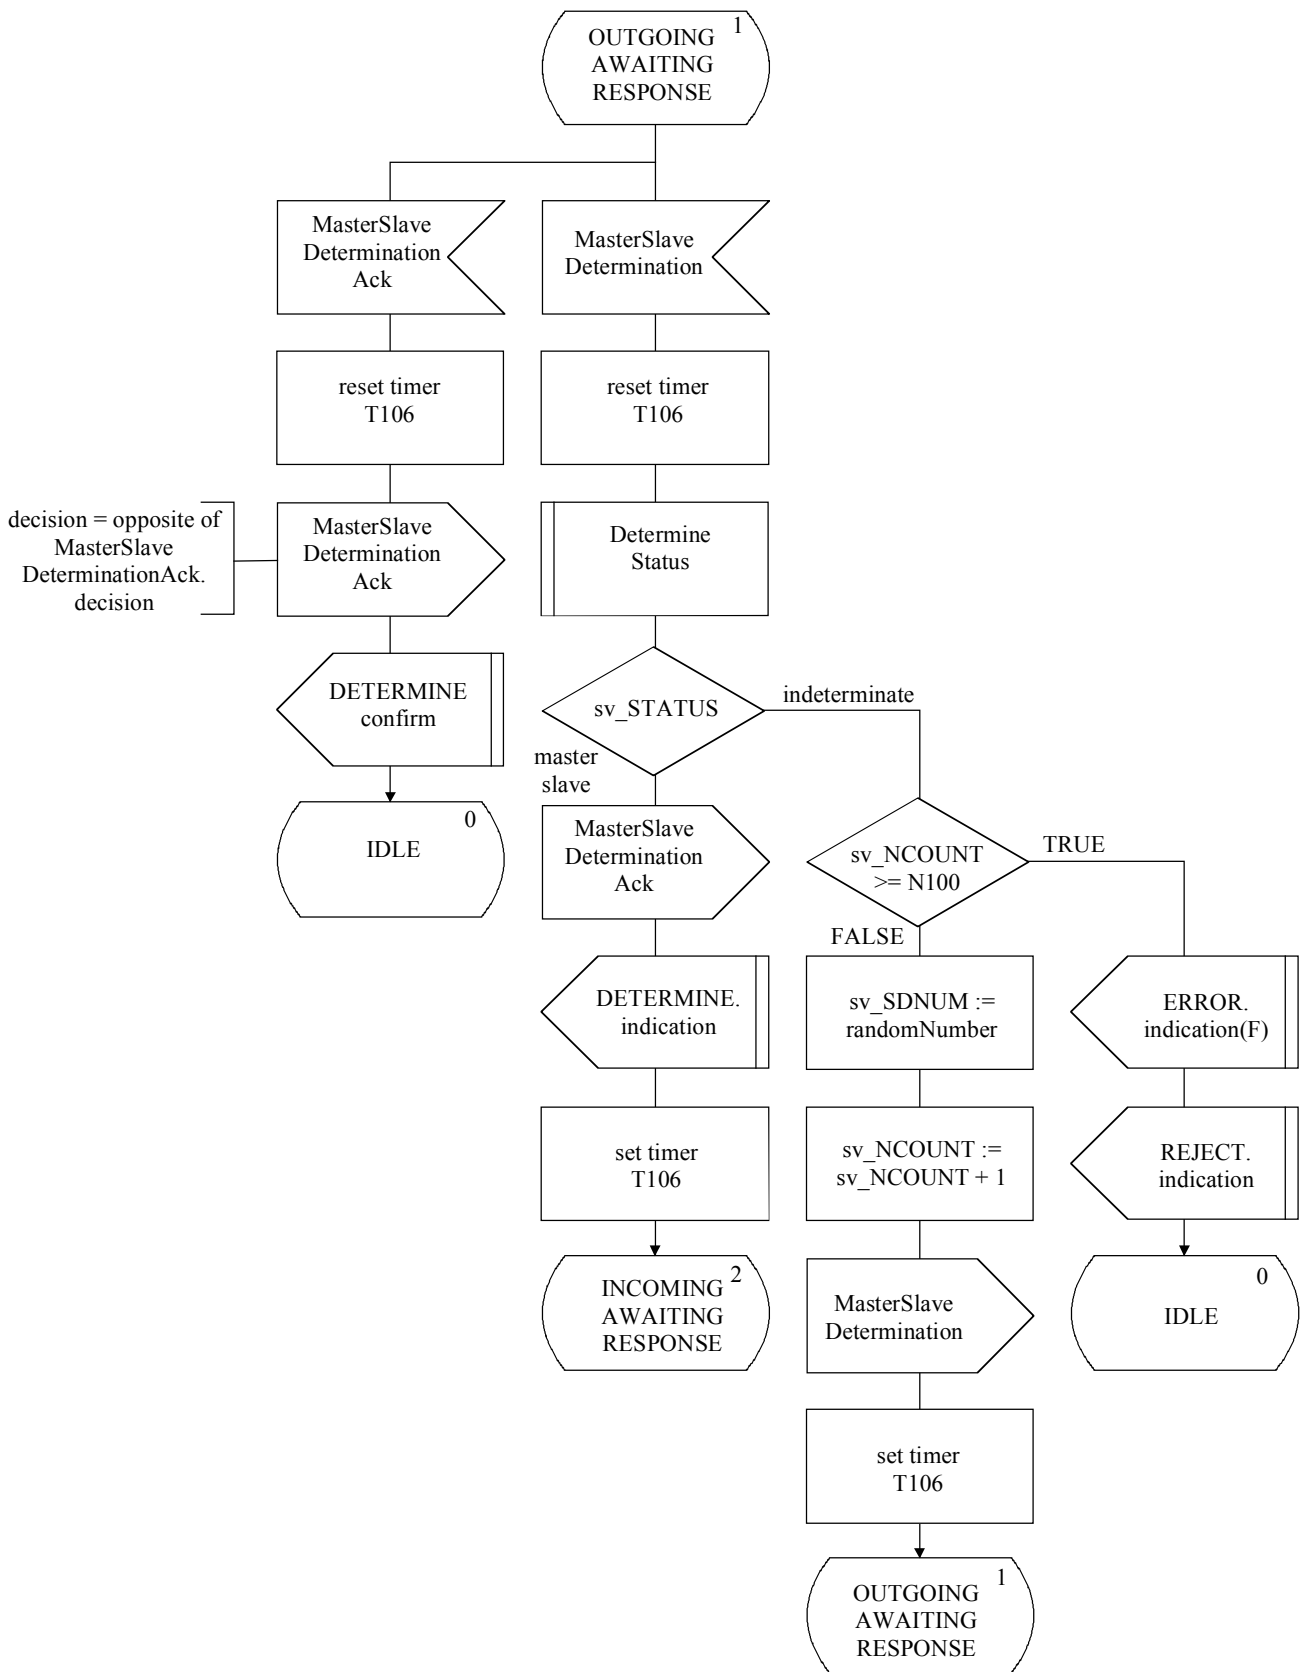 OUTGOING 1
AWAITING
RESPONSE
MasterSlave
Determination
Ack
MasterSlave
Determination
reset timer
T106
reset timer
T106
decision = opposite of
MasterSlave
DeterminationAck.
decision
MasterSlave
Determination
Ack
Determine
Status
DETERMINE
confirm
sv_STATUS
indeterminate
master
slave
IDLE 0
MasterSlave
Determination
Ack
sv_NCOUNT
>= N100
TRUE
FALSE
DETERMINE.
indication
sv_SDNUM :=
randomNumber
ERROR.
indication(F)
set timer
T106
sv_NCOUNT :=
sv_NCOUNT + 1
REJECT.
indication
INCOMING 2
AWAITING
RESPONSE
MasterSlave
Determination
0
IDLE
set timer
T106
OUTGOING 1
AWAITING
RESPONSE